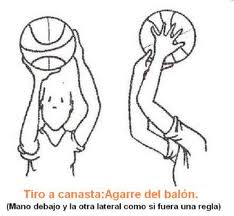 Tiro a canasta:Agarre del balón.
(Mano debajo y la otra lateral como si fuera una regla)